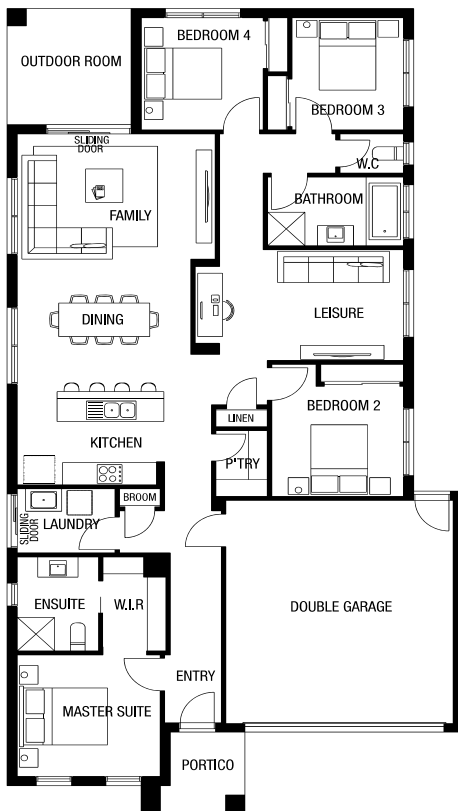 BEDROOM 4
OUTDOOR ROOM
BEDROOM 3
SLIDING
DOOR
W.C
BATHROOM
FAMILY
DINING
LEISURE
BEDROOM 2
LINEN
KITCHEN
P'TRY
BROOM
LAUNDRY
SLIDING
DOOR
ENSUITE
W.I.R
DOUBLE GARAGE
ENTRY
MASTER SUITE
PORTICO